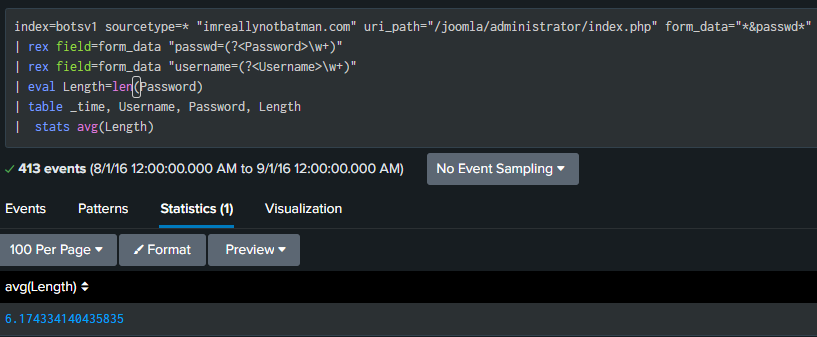 index=botsv1 sourcetype=* "imreallynotbatman.com" uri_path="/joomla/administrator/index.php" form_data="*&passwd*"
| rex field=form_data "passwd=(?<Password>\w+)"
| rex field=form_data "username=(?<Username>\w+)"
| eval Length=len(Password)
| table _time, Username, Password, Length
|  stats avg(Length)
413 events (8/1/16 12:00:00.000 AM to 9/1/16 12:00:00.000 AM)
No Event Sampling
Events Patterns Statistics (1) Visualization
100 Per Page Format Preview
avg(Length)
6.174334140435835